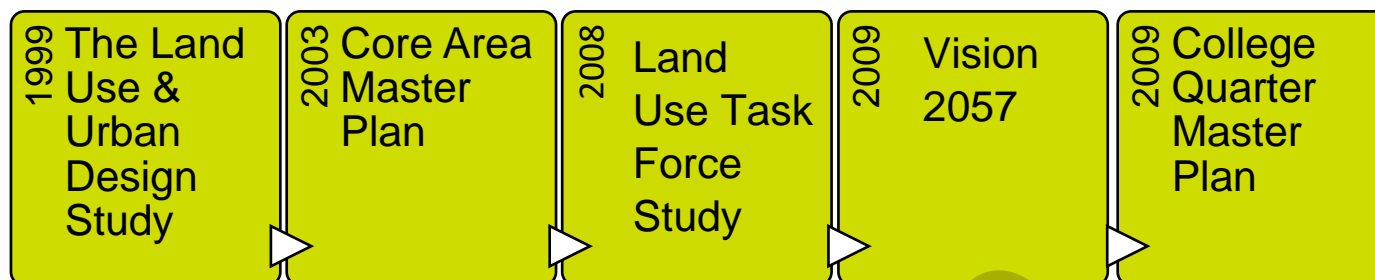 1999
The Land
Use &
Urban
Design
Study
2003
Core Area
Master
Plan
2008
Land
Use Task
Force
Study
2009
Vision
2057
2009
College
Quarter
Master
Plan